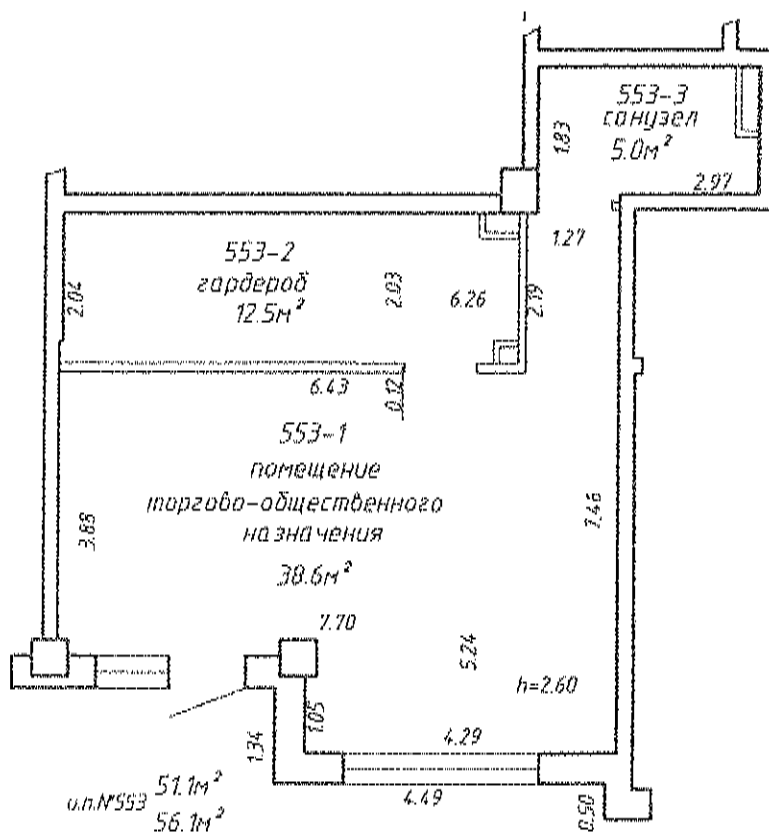 553-3
санузел
5.0м²
1.83
2.97
1.27
553-2
гардероб
12.5м²
2.04
2.03
6.26
2.19
6.43
0.12
553-1
помещение
торгово-общественного
назначения
38.6м²
3.88
7.46
7.70
5.24
h=2.60
1.05
1.34
4.29
4.49
0.50
и.п.№553 51.1м²
56.1м²